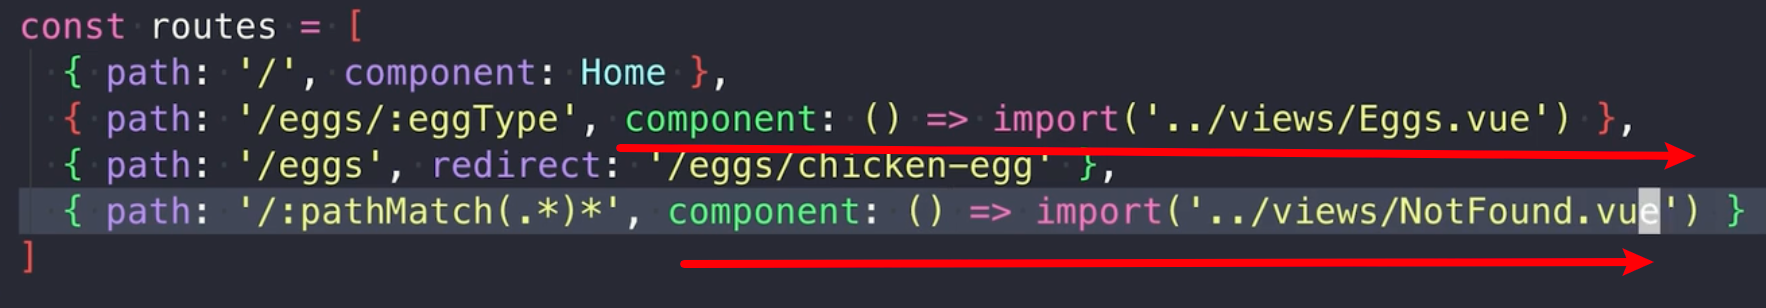 const routes = [
{ path: '/', component: Home },
{ path: '/eggs/:eggType', component: () => import('../views/Eggs.vue') },
{ path: '/eggs', redirect: '/eggs/chicken-egg' },
{ path: '/:pathMatch(.*)*', component: () => import('../views/NotFound.vue') }
]